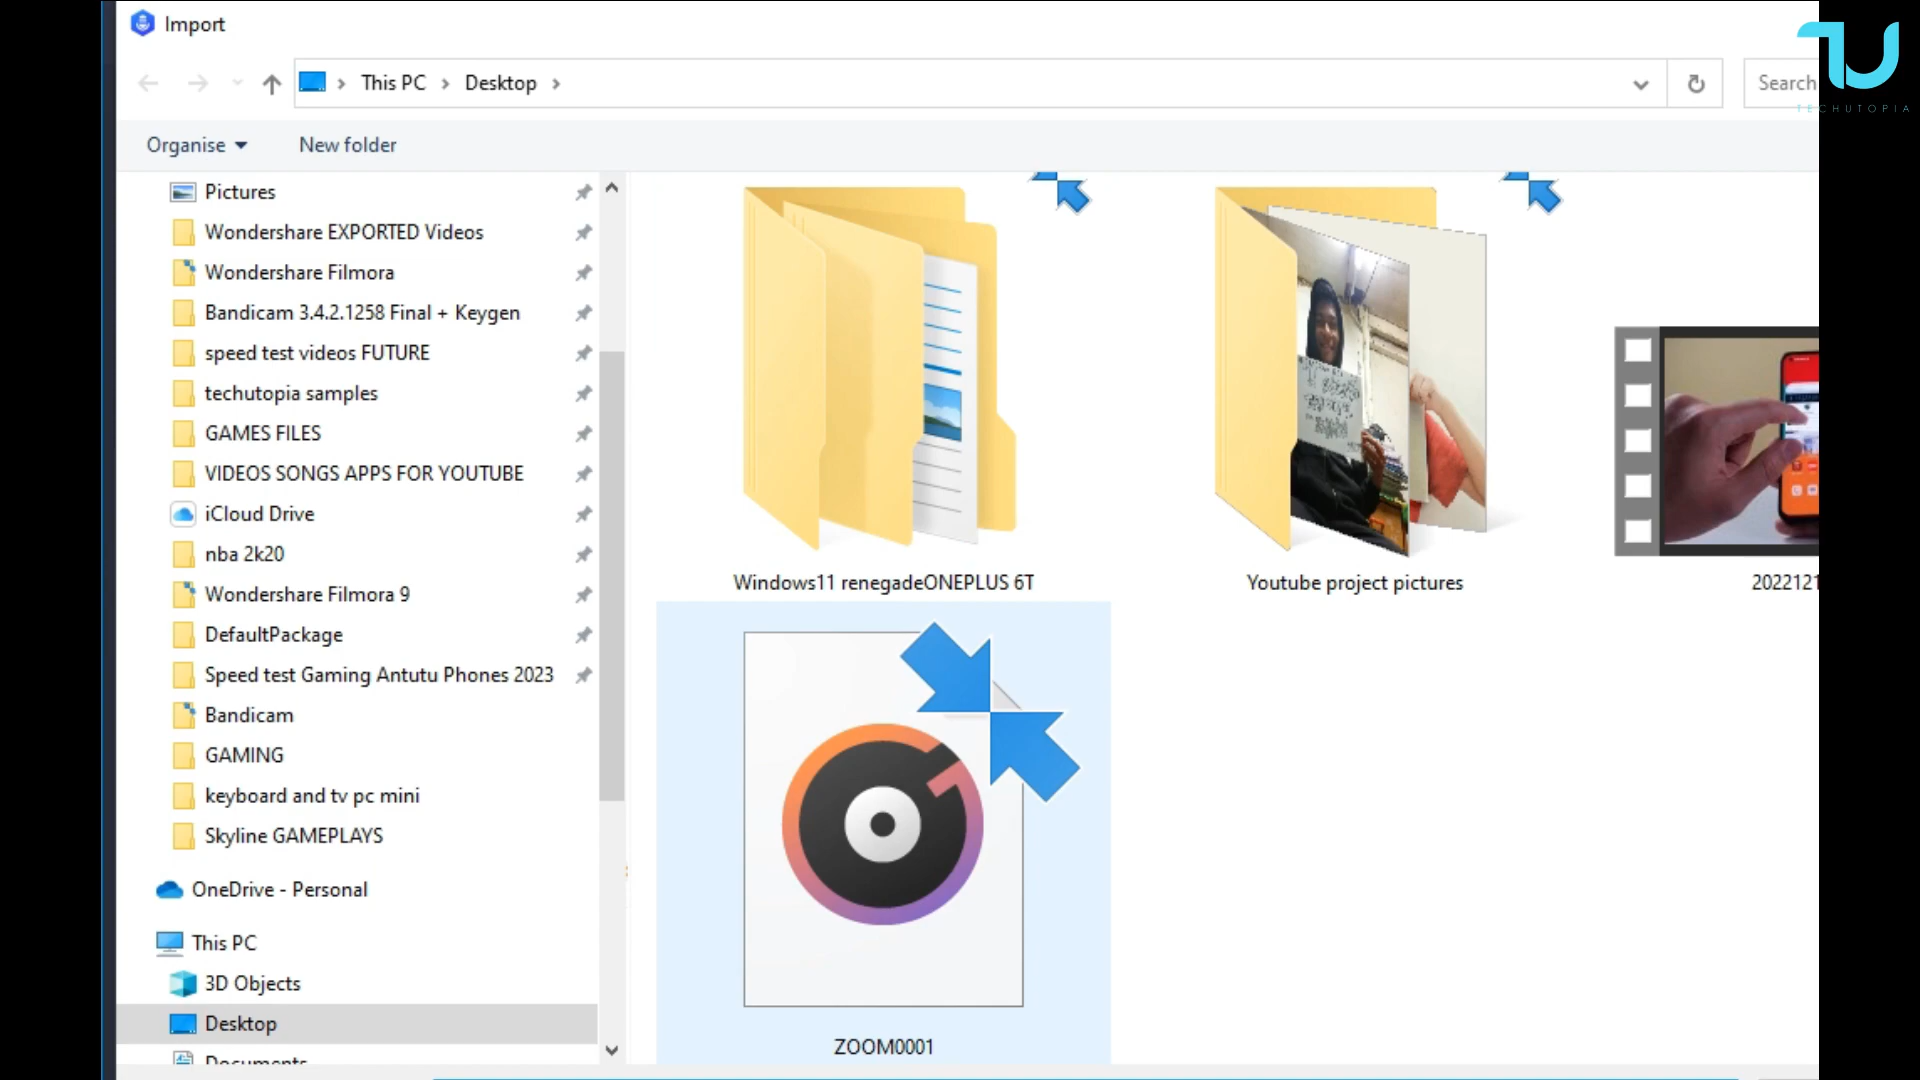 Import
This PC
Desktop
Search
TECHUTOPIA
Organise
New folder
Pictures
Wondershare EXPORTED Videos
Wondershare Filmora
Bandicam 3.4.2.1258 Final + Keygen
speed test videos FUTURE
techutopia samples
GAMES FILES
VIDEOS SONGS APPS FOR YOUTUBE
iCloud Drive
nba 2k20
Wondershare Filmora 9
DefaultPackage
Speed test Gaming Antutu Phones 2023
Bandicam
GAMING
keyboard and tv pc mini
Skyline GAMEPLAYS
OneDrive - Personal
This PC
3D Objects
Desktop
Documents
Windows11 renegadeONEPLUS 6T
Youtube project pictures
2022121
ZOOM0001